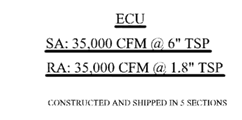 ECU
SA: 35,000 CFM @ 6" TSP
RA: 35,000 CFM @ 1.8" TSP
CONSTRUCTED AND SHIPPED IN 5 SECTIONS